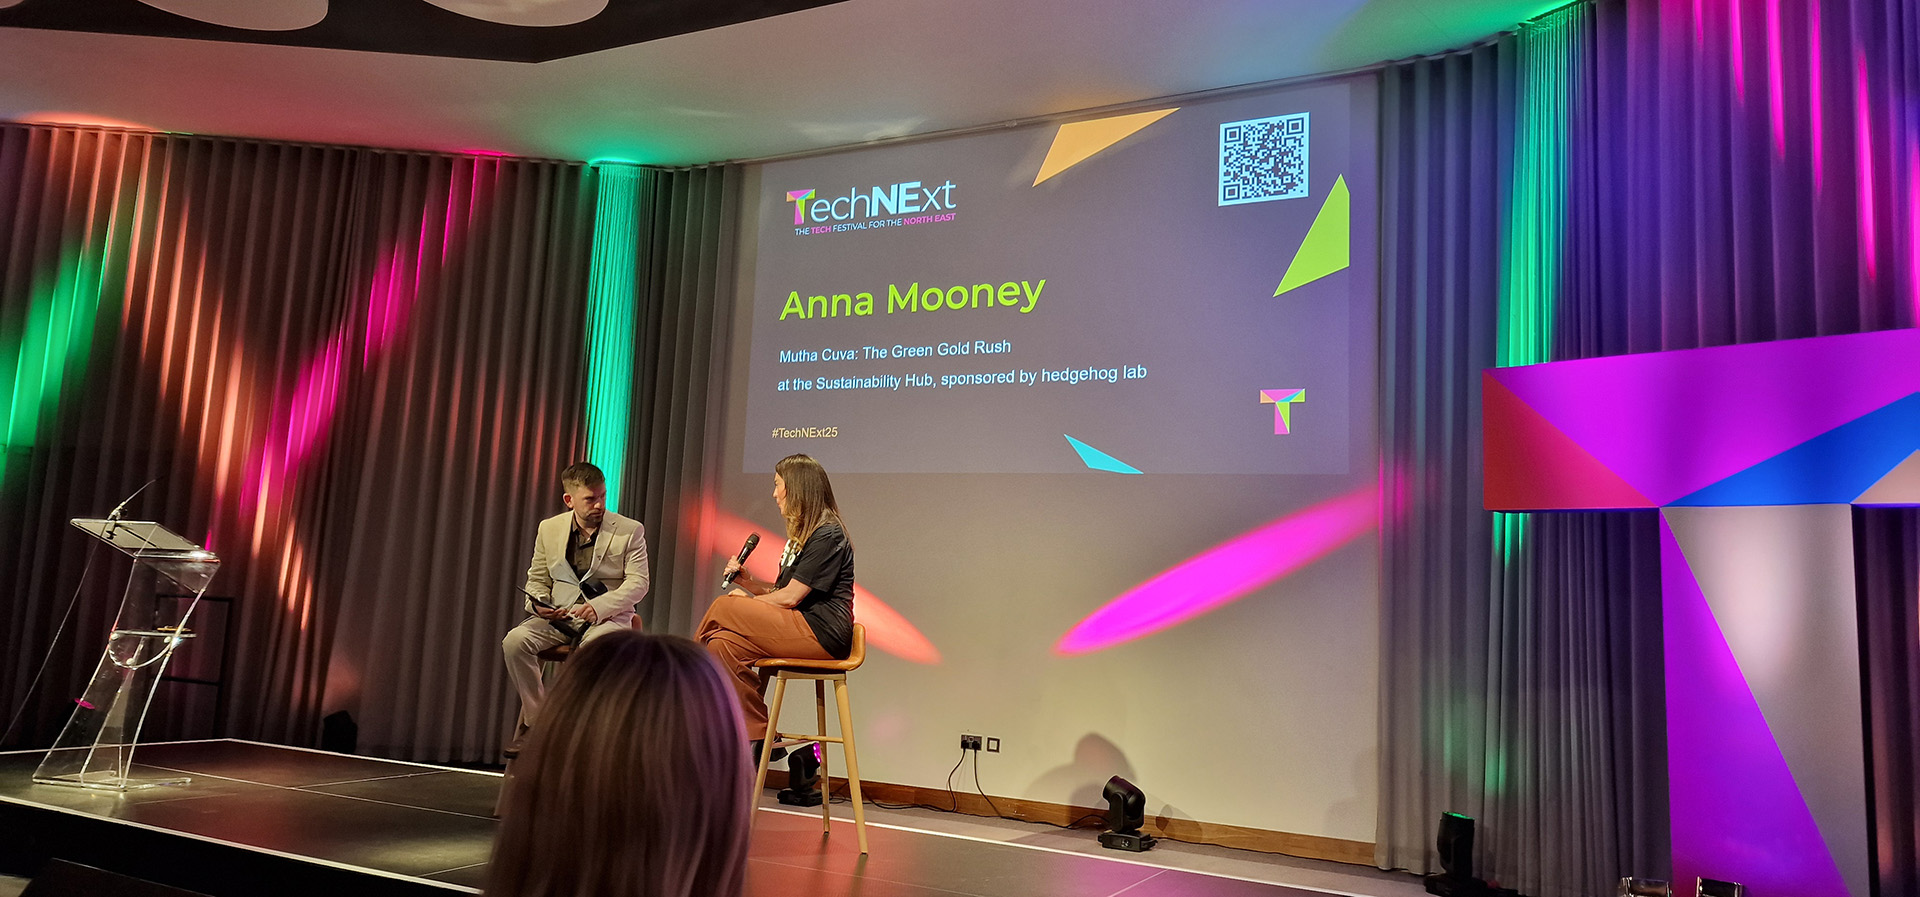 TechNExt
THE TECH FESTIVAL FOR THE NORTH EAST
Anna Mooney
Mutha Cuva: The Green Gold Rush
at the Sustainability Hub, sponsored by hedgehog lab
#TechNExt25
T